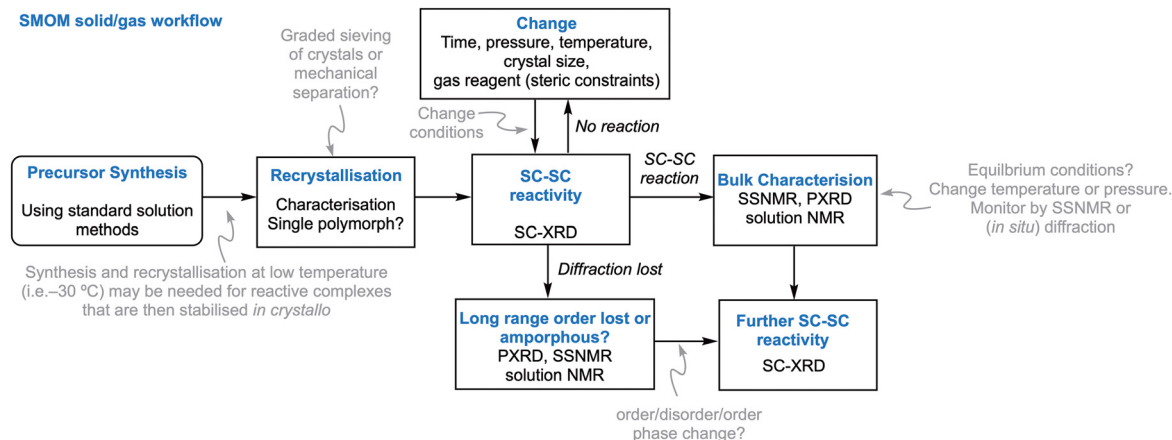 SMOM solid/gas workflow
Graded sieving
of crystals or
mechanical
separation?
Change
Time, pressure, temperature,
crystal size,
gas reagent (steric constraints)
Change
conditions
No reaction
Precursor Synthesis
Using standard solution
methods
Recrystallisation
Characterisation
Single polymorph?
SC-SC
reactivity
SC-XRD
SC-SC
reaction
Bulk Characterision
SSNMR, PXRD
solution NMR
Equilbrium conditions?
Change temperature or pressure.
Monitor by SSNMR or
(in situ) diffraction
Synthesis and recrystallisation at low temperature
(i.e.–30 ºC) may be needed for reactive complexes
that are then stabilised in crystallo
Diffraction lost
Long range order lost or
amporphous?
PXRD, SSNMR
solution NMR
Further SC-SC
reactivity
SC-XRD
order/disorder/order
phase change?